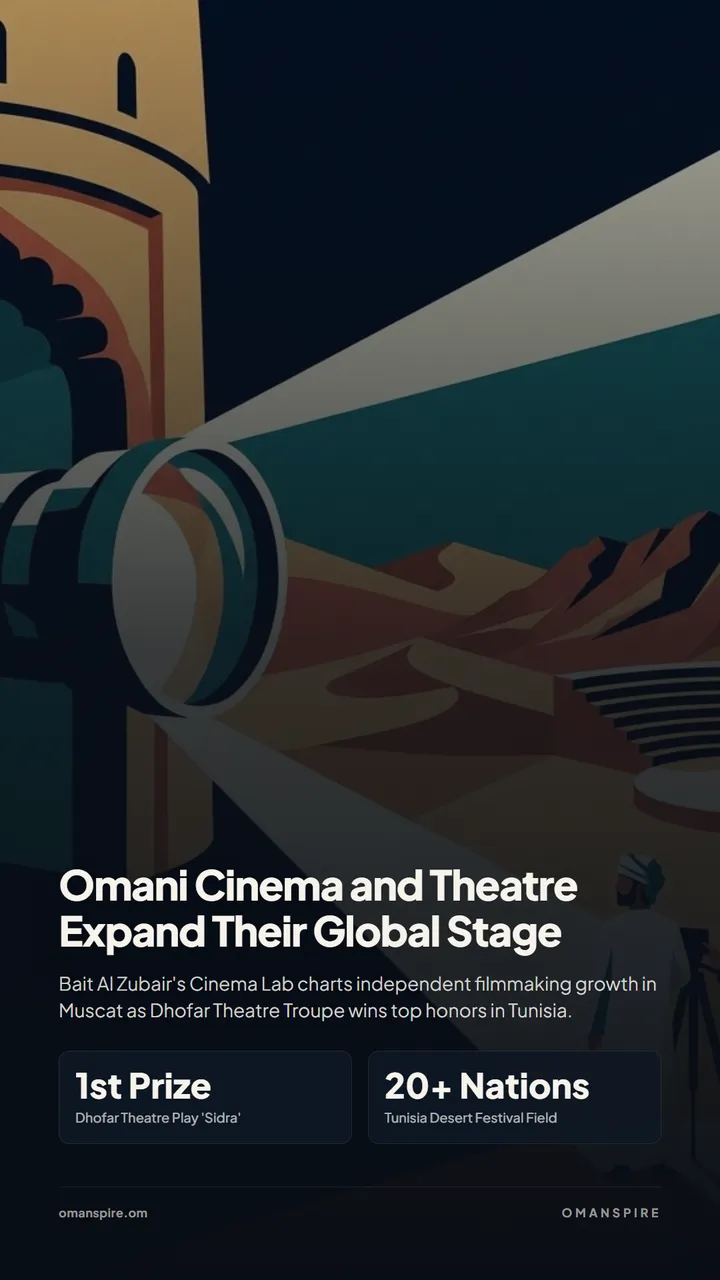 Omani Cinema and Theatre
Expand Their Global Stage
Bait Al Zubair's Cinema Lab charts independent filmmaking growth in
Muscat as Dhofar Theatre Troupe wins top honors in Tunisia.
1st Prize
Dhofar Theatre Play 'Sidra'
20+ Nations
Tunisia Desert Festival Field
omanspire.om
OMANSPIRE